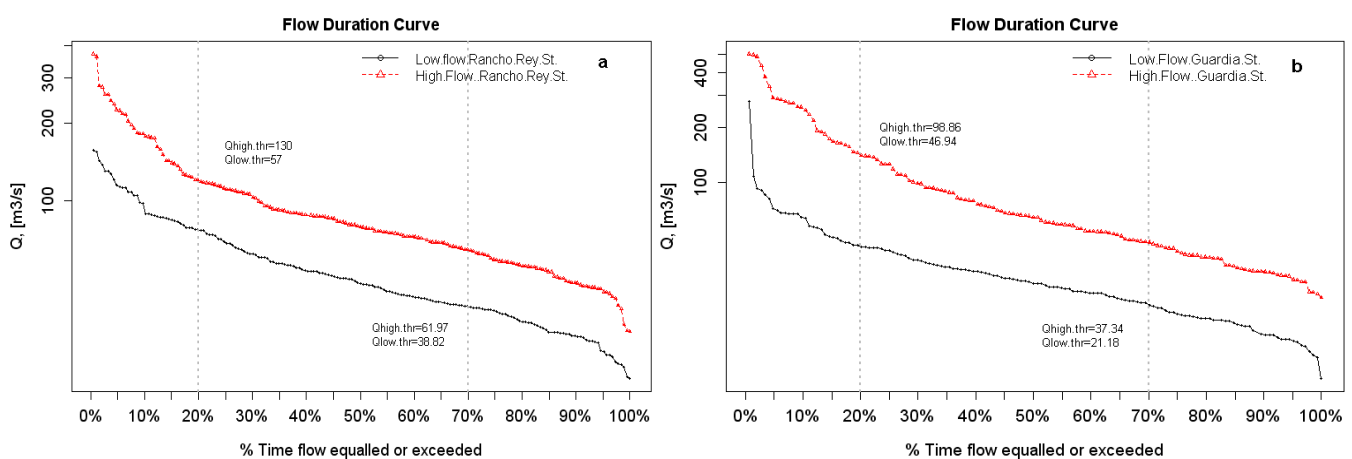 Flow Duration Curve
Low.flow.Rancho.Rey.St.
High.Flow..Rancho.Rey.St.
a
Q, [m3/s]
300
200
100
Qhigh.thr=130
Qlow.thr=57
Qhigh.thr=61.97
Qlow.thr=38.82
0% 10% 20% 30% 40% 50% 60% 70% 80% 90% 100%
% Time flow equalled or exceeded
Flow Duration Curve
Low.Flow.Guardia.St.
High.Flow..Guardia.St.
b
Q, [m3/s]
400
200
100
Qhigh.thr=98.86
Qlow.thr=46.94
Qhigh.thr=37.34
Qlow.thr=21.18
0% 10% 20% 30% 40% 50% 60% 70% 80% 90% 100%
% Time flow equalled or exceeded